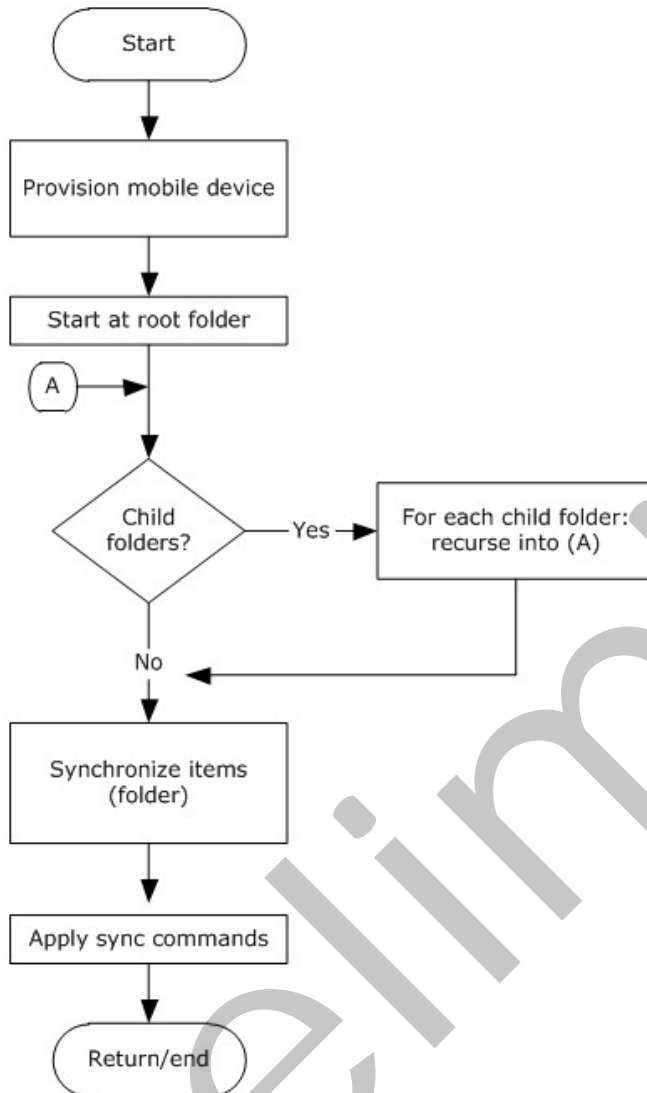 Start
Provision mobile device
Start at root folder
A
Child
folders?
Yes
For each child folder:
recurse into (A)
No
Synchronize items
(folder)
Apply sync commands
Return/end
elim